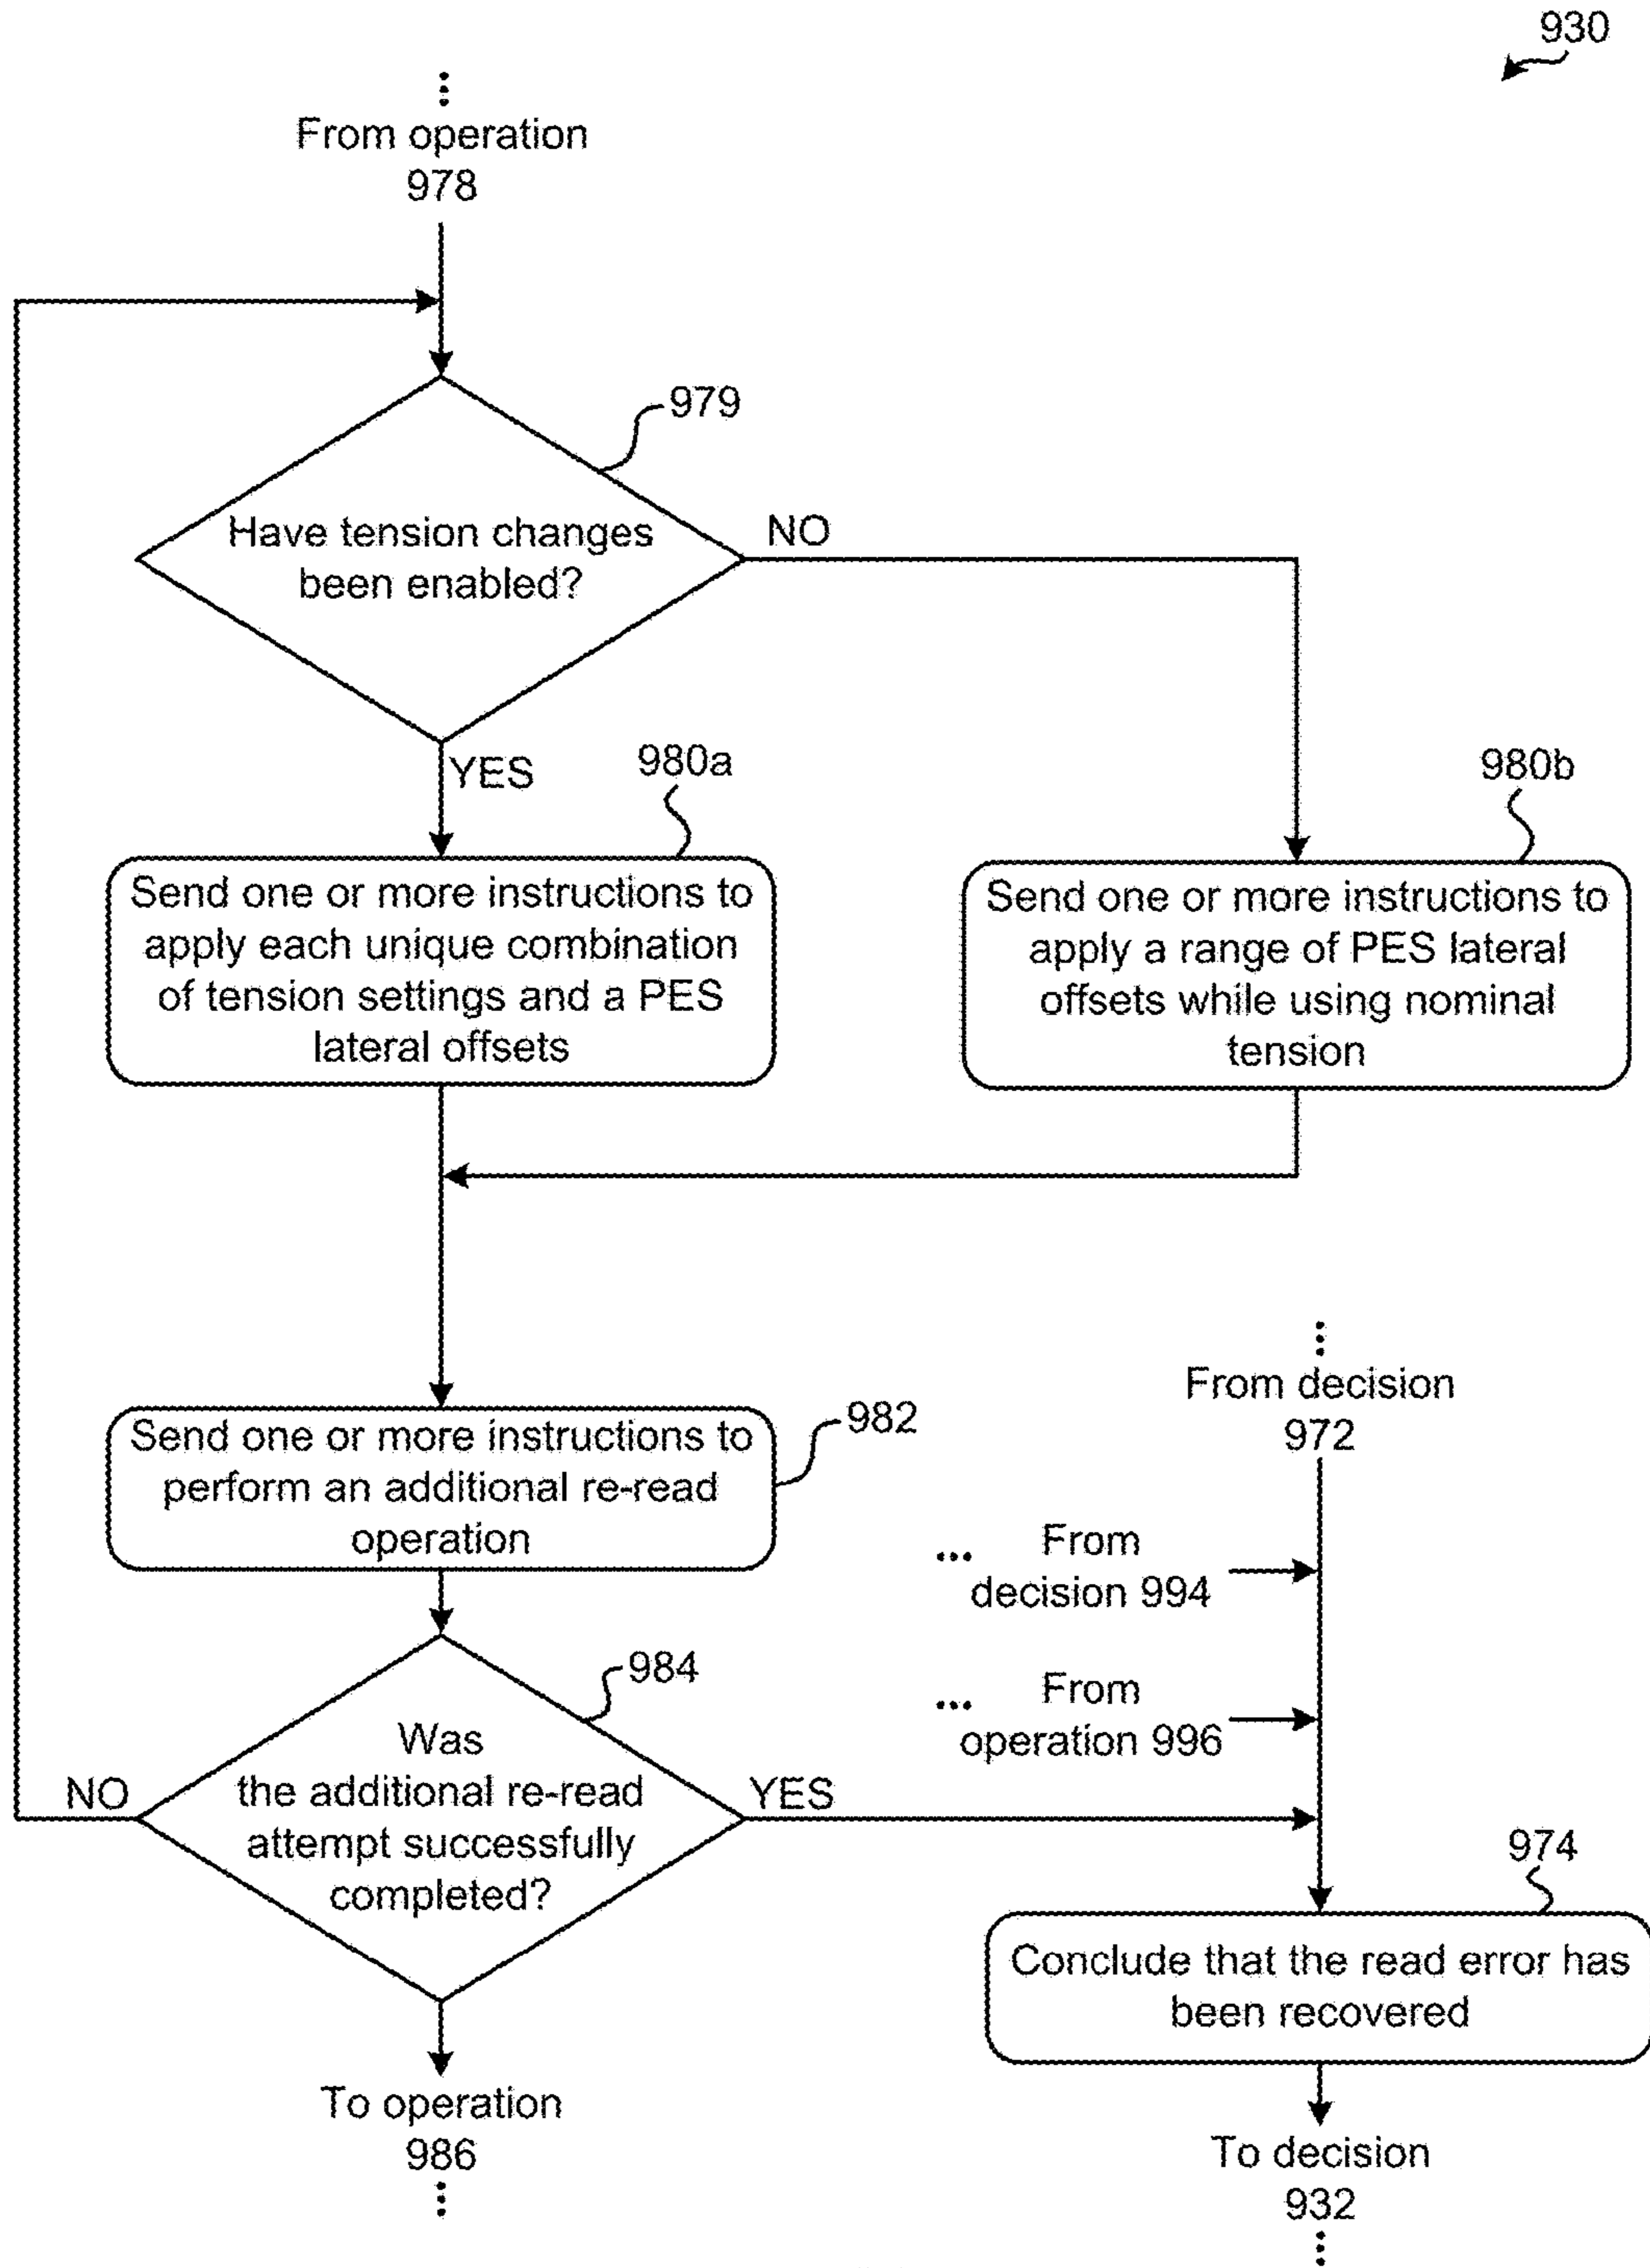 930
From operation
978
979
Have tension changes
been enabled?
NO
YES
980a
980b
Send one or more instructions to
apply each unique combination
of tension settings and a PES
lateral offsets
Send one or more instructions to
apply a range of PES lateral
offsets while using nominal
tension
From decision
972
Send one or more instructions to
perform an additional re-read
operation
982
... From
decision 994
984
... From
operation 996
Was
the additional re-read
attempt successfully
completed?
NO
YES
974
Conclude that the read error has
been recovered
To operation
986
To decision
932